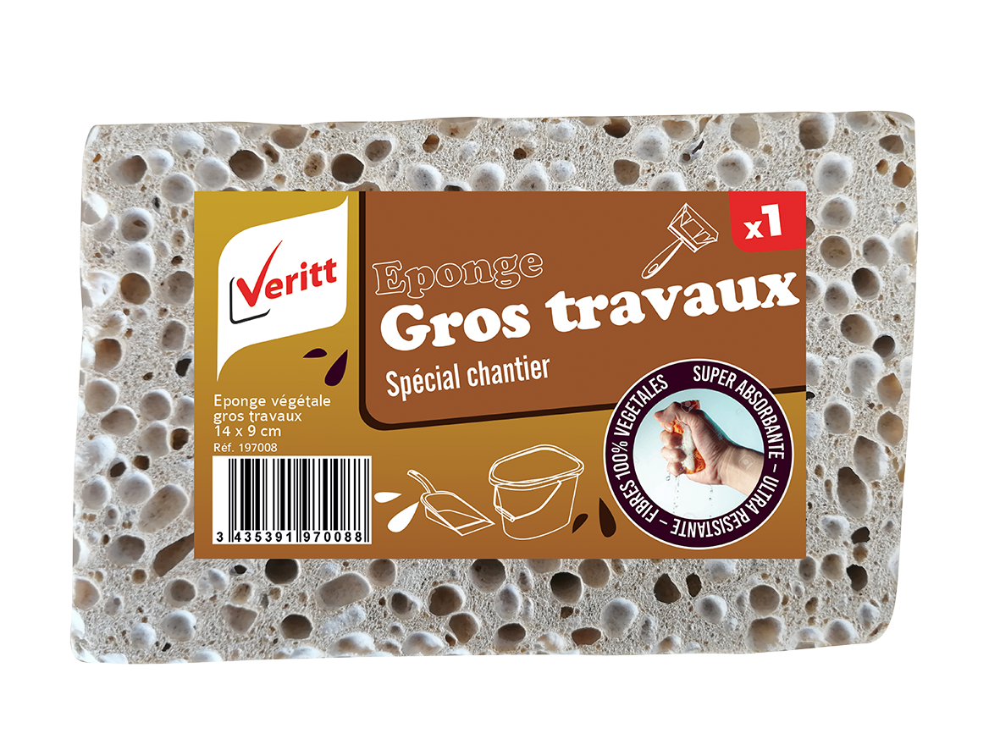 x1
Veritt
Eponge
Gros travaux
Spécial chantier
Eponge végétale
gros travaux
14 x 9 cm
Réf. 197008
3 435391 970088
FIBRES 100% VEGETALES
SUPER ABSORBANTE – ULTRA RESISTANTE –